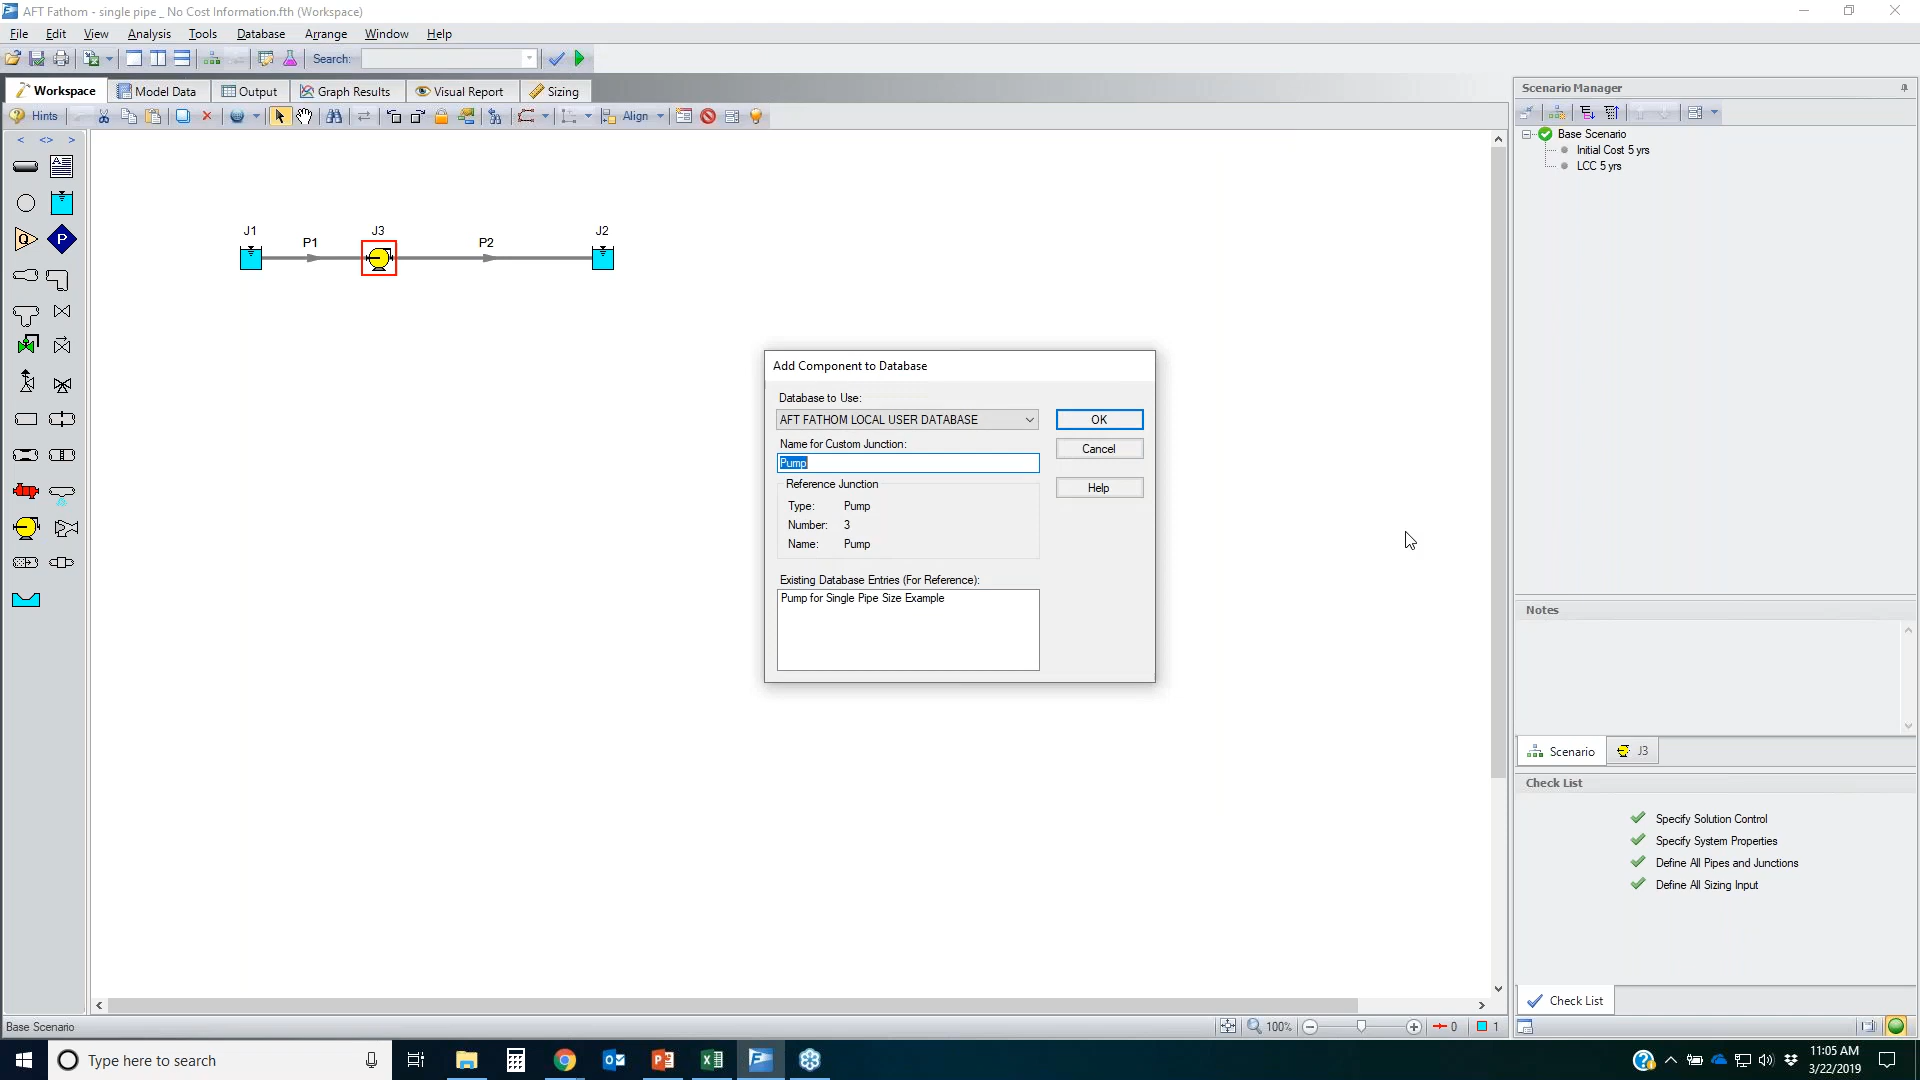 AFT Fathom - single pipe _ No Cost Information.fth (Workspace)
File Edit View Analysis Tools Database Arrange Window Help
Search:
Workspace Model Data Output Graph Results Visual Report Sizing
Hints Align
< <> >
A
Q P
J1 P1 J3 P2 J2
Add Component to Database
Database to Use:
AFT FATHOM LOCAL USER DATABASE OK
Name for Custom Junction:
Cancel
Pump
Reference Junction
Help
Type: Pump
Number: 3
Name: Pump
Existing Database Entries (For Reference):
Pump for Single Pipe Size Example
Scenario Manager
Base Scenario
Initial Cost 5 yrs
LCC 5 yrs
Notes
Scenario J3
Check List
Specify Solution Control
Specify System Properties
Define All Pipes and Junctions
Define All Sizing Input
Check List
Base Scenario 100% 0 1
Type here to search
11:05 AM
3/22/2019